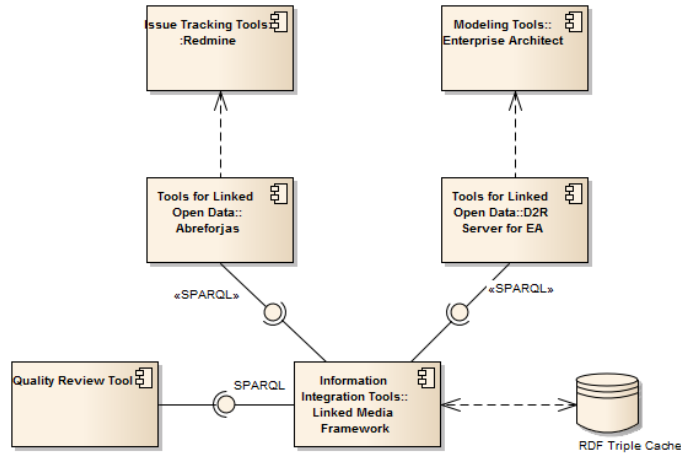 Issue Tracking Tools:
:Redmine
Modeling Tools::
Enterprise Architect
Tools for Linked
Open Data::
Abreforjas
Tools for Linked
Open Data::D2R
Server for EA
«SPARQL»
«SPARQL»
Quality Review Tool
SPARQL
Information
Integration Tools::
Linked Media
Framework
RDF Triple Cache